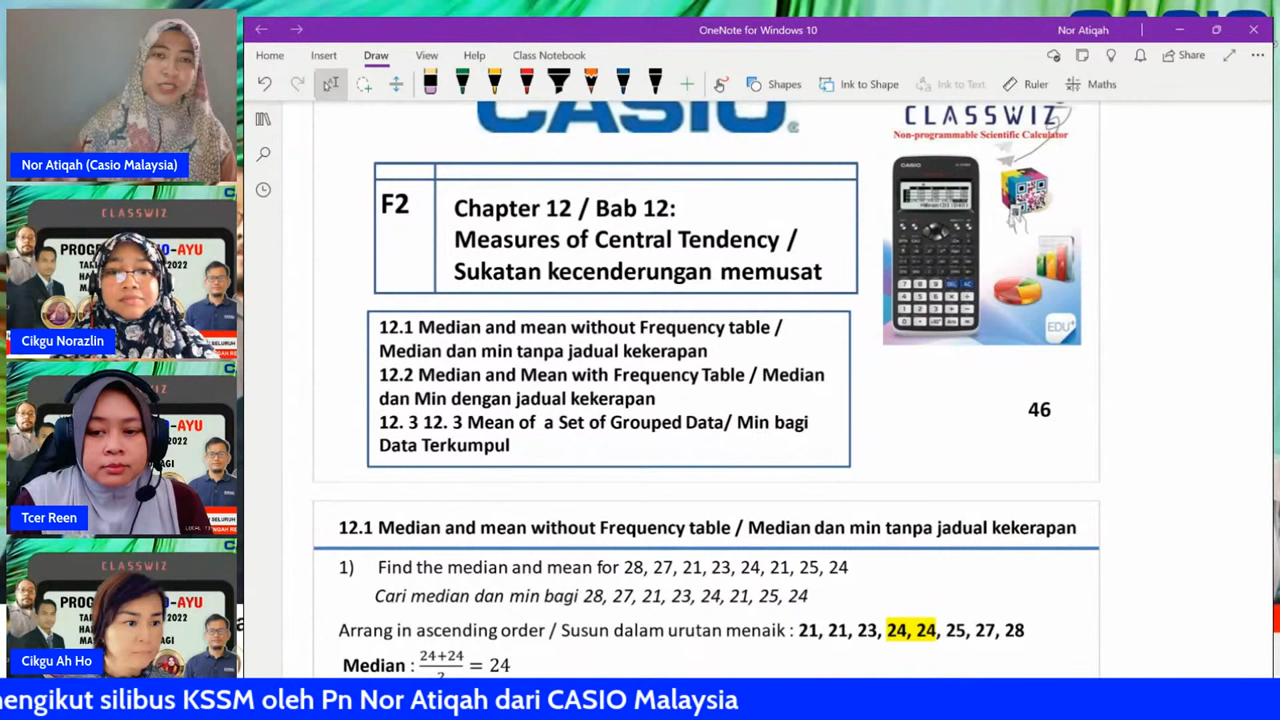 CASIO
OneNote for Windows 10
Nor Atiqah
Home Insert Draw View Help Class Notebook
Share
Shapes Ink to Shape Ink to Text Ruler Maths
CASIO
CLASSWIZ
Non-programmable Scientific Calculator
F2
Chapter 12 / Bab 12:
Measures of Central Tendency /
Sukatan kecenderungan memusat
12.1 Median and mean without Frequency table /
Median dan min tanpa jadual kekerapan
12.2 Median and Mean with Frequency Table / Median
dan Min dengan jadual kekerapan
12. 3 12. 3 Mean of a Set of Grouped Data/ Min bagi
Data Terkumpul
EDU+
46
12.1 Median and mean without Frequency table / Median dan min tanpa jadual kekerapan
1) Find the median and mean for 28, 27, 21, 23, 24, 21, 25, 24
Cari median dan min bagi 28, 27, 21, 23, 24, 21, 25, 24
Arrang in ascending order / Susun dalam urutan menaik : 21, 21, 23, 24, 24, 25, 27, 28
Median : 24+24/2 = 24
Nor Atiqah (Casio Malaysia)
CLASSWIZ
Cikgu Norazlin
CLASSWIZ
Tcer Reen
CLASSWIZ
Cikgu Ah Ho
mengikut silibus KSSM oleh Pn Nor Atiqah dari CASIO Malaysia